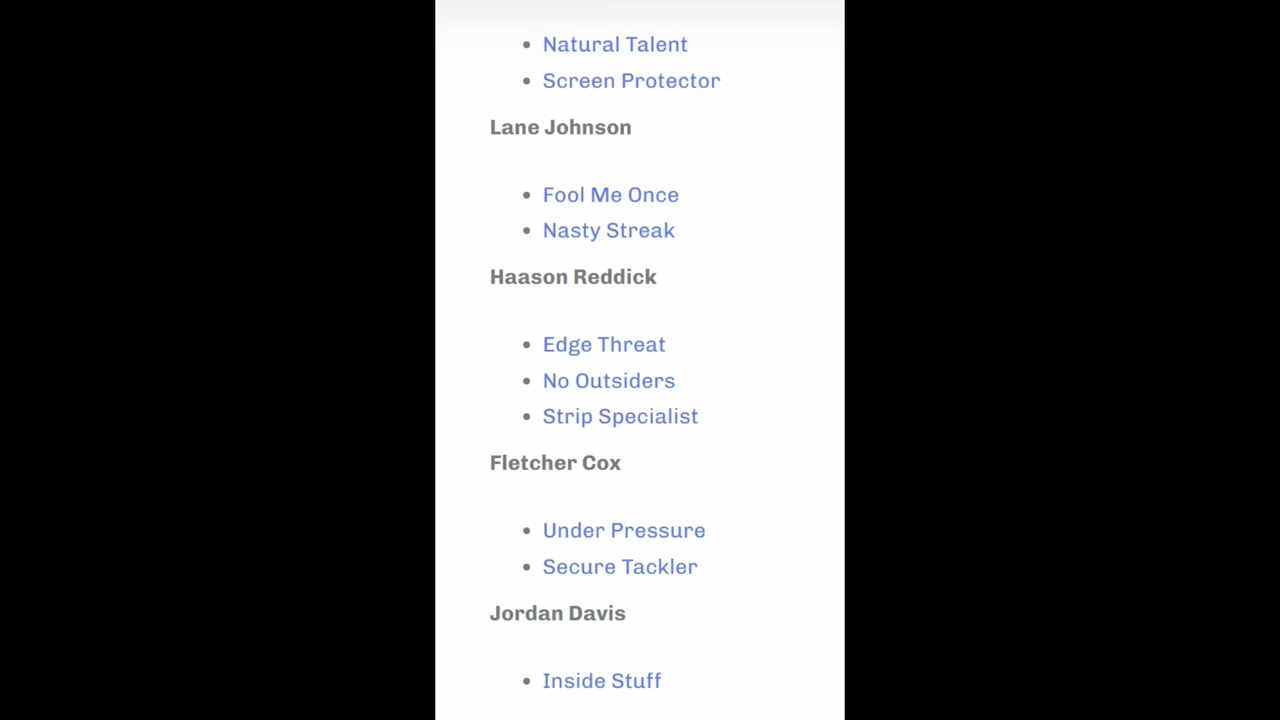 • Natural Talent
• Screen Protector
Lane Johnson
• Fool Me Once
• Nasty Streak
Haason Reddick
• Edge Threat
• No Outsiders
• Strip Specialist
Fletcher Cox
• Under Pressure
• Secure Tackler
Jordan Davis
• Inside Stuff